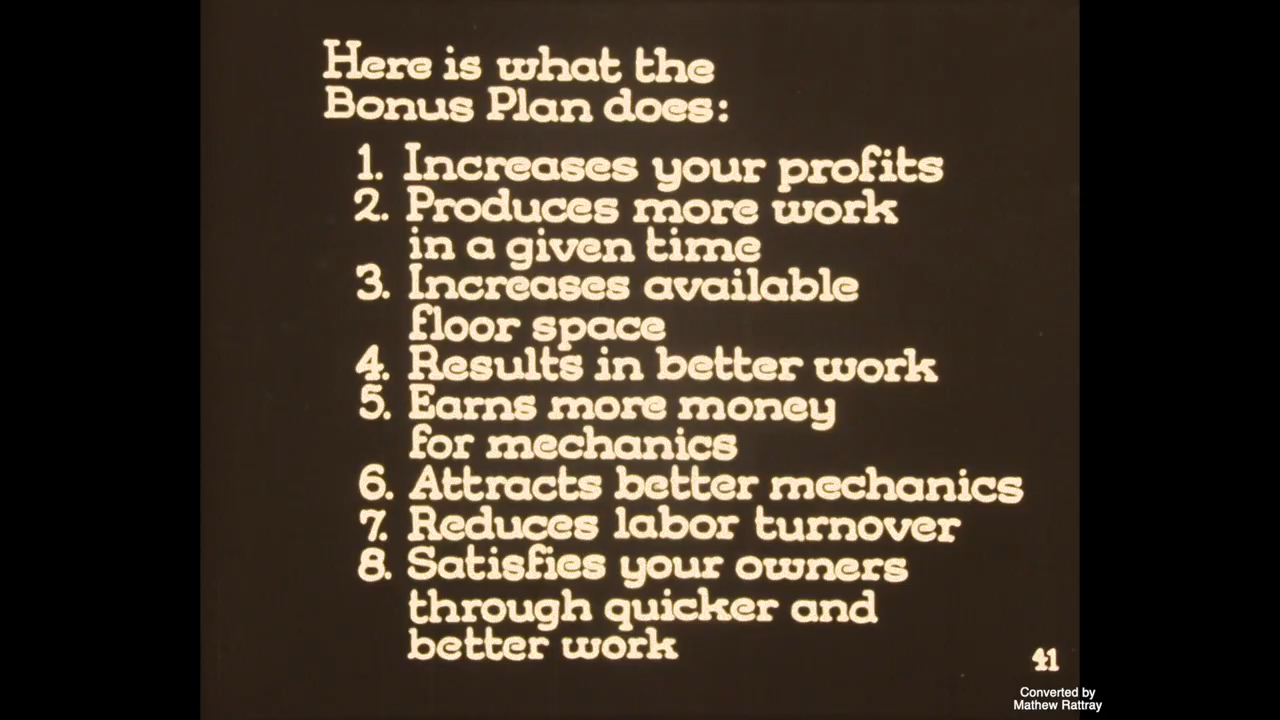 Here is what the
Bonus Plan does:
1. Increases your profits
2. Produces more work
in a given time
3. Increases available
floor space
4. Results in better work
5. Earns more money
for mechanics
6. Attracts better mechanics
7. Reduces labor turnover
8. Satisfies your owners
through quicker and
better work
41
Converted by
Mathew Rattray